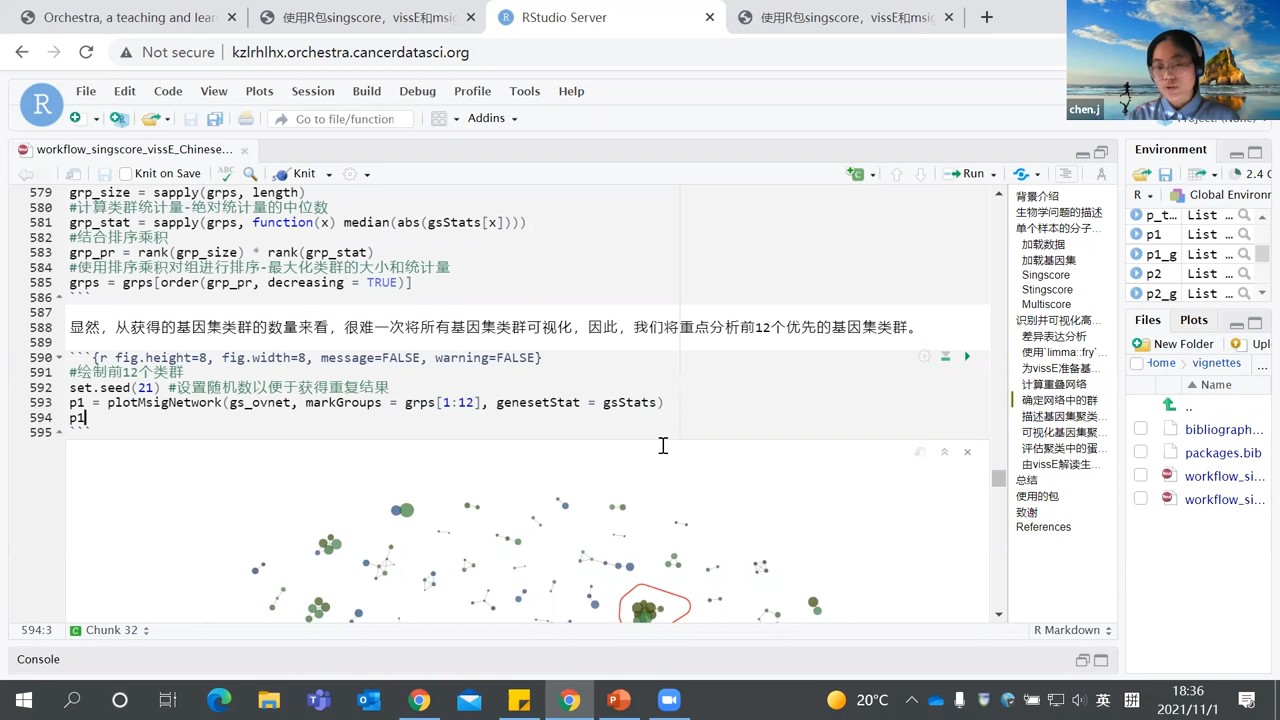 Orchestra, a teaching and lear
使用R包singscore，vissE和msig
RStudio Server
使用R包singscore，vissE和msig
Not secure
kzlrhlhx.orchestra.cancerdatasci.org
chen.j
R
File Edit Code View Plots Session Build Debug Profile Tools Help
Go to file/function
Addins
Project: (None)
workflow_singscore_vissE_Chinese...
Knit on Save
Knit
Run
579 grp_size = sapply(grps, length)
580 #计算类群统计量-绝对统计量的中位数
581 grp_stat = sapply(grps, function(x) median(abs(gsStats[x])))
582 #结合排序乘积
583 grp_pr = rank(grp_size) * rank(grp_stat)
584 #使用排序乘积对组进行排序-最大化类群的大小和统计量
585 grps = grps[order(grp_pr, decreasing = TRUE)]
586 ```
587
588 显然，从获得的基因集类群的数量来看，很难一次将所有基因集类群可视化，因此，我们将重点分析前12个优先的基因集类群。
589
590 ```{r fig.height=8, fig.width=8, message=FALSE, warning=FALSE}
591 #绘制前12个类群
592 set.seed(21) #设置随机数以便于获得重复结果
593 p1 = plotMsigNetwork(gs_ovnet, markGroups = grps[1:12], genesetStat = gsStats)
594 p1
595 ```
594:3
Chunk 32
R Markdown
Console
背景介绍
生物学问题的描述
单个样本的分子...
加载数据
加载基因集
Singscore
Stingscore
Multiscore
识别并可视化高...
差异表达分析
使用`limma::fry`...
为vissE准备基...
计算重叠网络
确定网络中的群
描述基因集聚类...
可视化基因集聚...
评估聚类中的蛋...
由vissE解读生...
总结
使用的包
致谢
References
Environment
2.4 G
R
Global Environr
p_t... List ...
p1 List ...
p1_g List ...
p2 List ...
p2_g List ...
Files Plots
New Folder
Uplo
Home vignettes ...
Name
..
bibliograph...
packages.bib
workflow_si...
workflow_si...
20°C
英
拼
18:36
2021/11/1